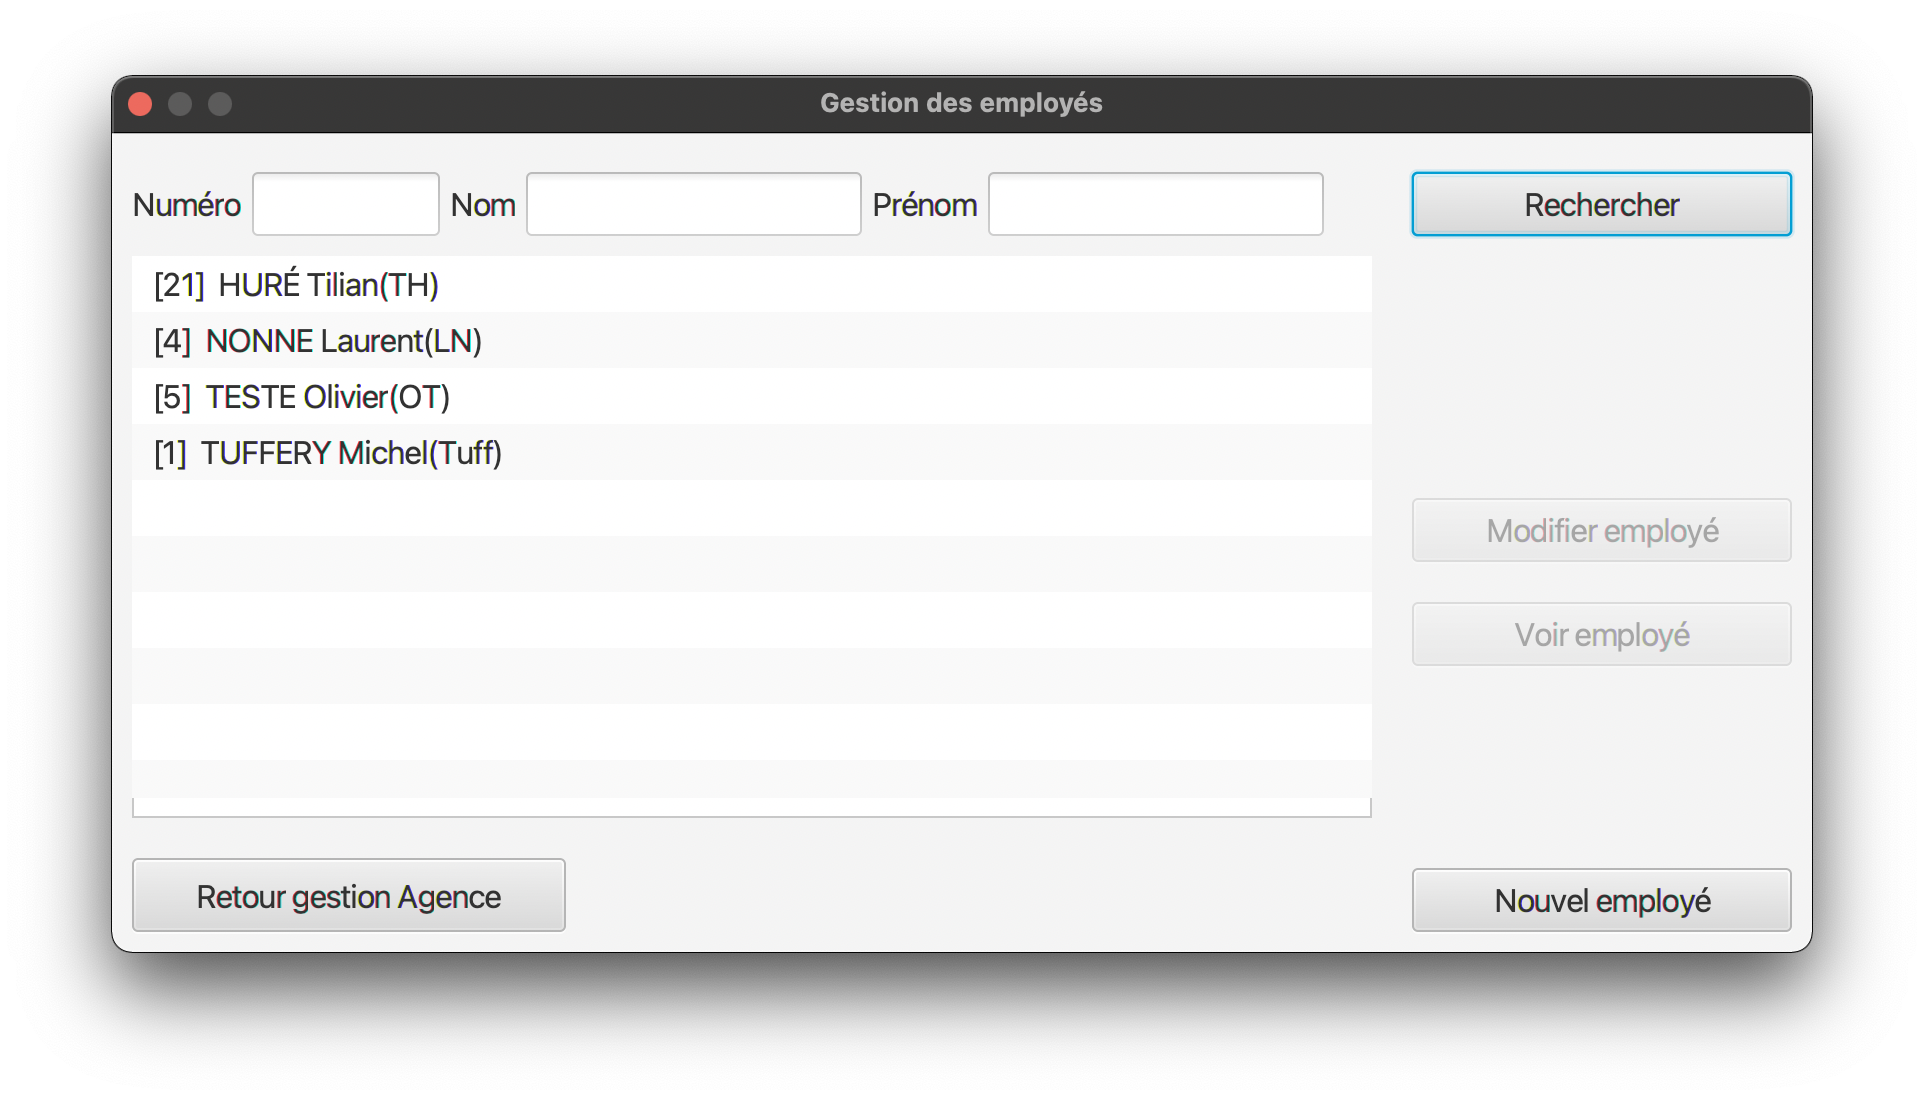 Gestion des employés
Numéro Nom Prénom Rechercher
[21] HURÉ Tilian(TH)
[4] NONNE Laurent(LN)
[5] TESTE Olivier(OT)
[1] TUFFERY Michel(Tuff)
Modifier employé
Voir employé
Retour gestion Agence
Nouvel employé